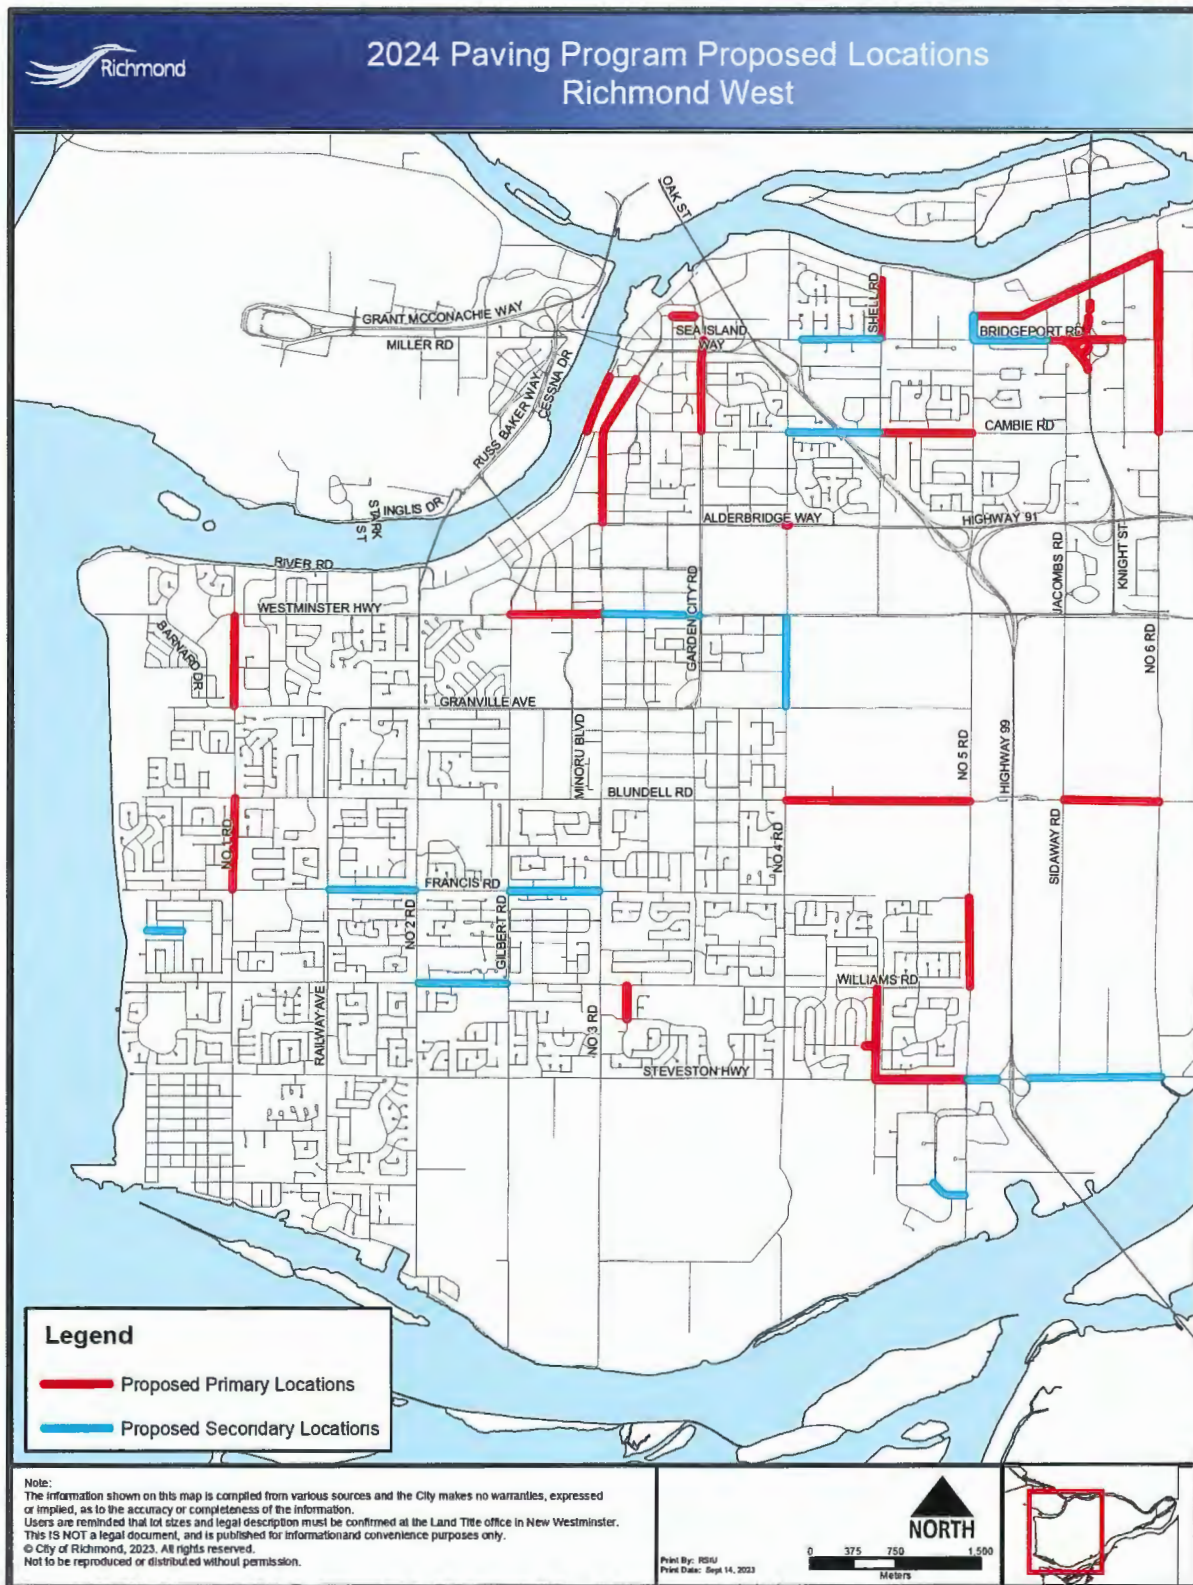 Richmond
2024 Paving Program Proposed Locations
Richmond West
OAK ST
GRANT MCCONACHIE WAY
MILLER RD
SEA ISLAND
WAY
SHELL RD
BRIDGEPORT RD
RUSS BAKER WAY
CESSNA DR
CAMBIE RD
INGLIS DR
STARK
ST
ALDERBRIDGE WAY
HIGHWAY 91
JACOMBS RD
KNIGHT ST
RIVER RD
WESTMINSTER HWY
GARDEN CITY RD
BARNARD DR
NO 6 RD
GRANVILLE AVE
MINORU BLVD
NO 5 RD
HIGHWAY 99
BLUNDELL RD
NO 1 RD
NO 4 RD
SIDAWAY RD
FRANCIS RD
NO 2 RD
GILBERT RD
WILLIAMS RD
RAILWAY AVE
NO 3 RD
STEVESTON HWY
Legend
Proposed Primary Locations
Proposed Secondary Locations
Note:
The information shown on this map is compiled from various sources and the City makes no warranties, expressed
or implied, as to the accuracy or completeness of the information.
Users are reminded that lot sizes and legal description must be confirmed at the Land Title office in New Westminster.
This IS NOT a legal document, and is published for informationand convenience purposes only.
© City of Richmond, 2023. All rights reserved.
Not to be reproduced or distributed without permission.
Print By: RSIU
Print Date: Sept 14, 2023
NORTH
0 375 750 1,500
Meters